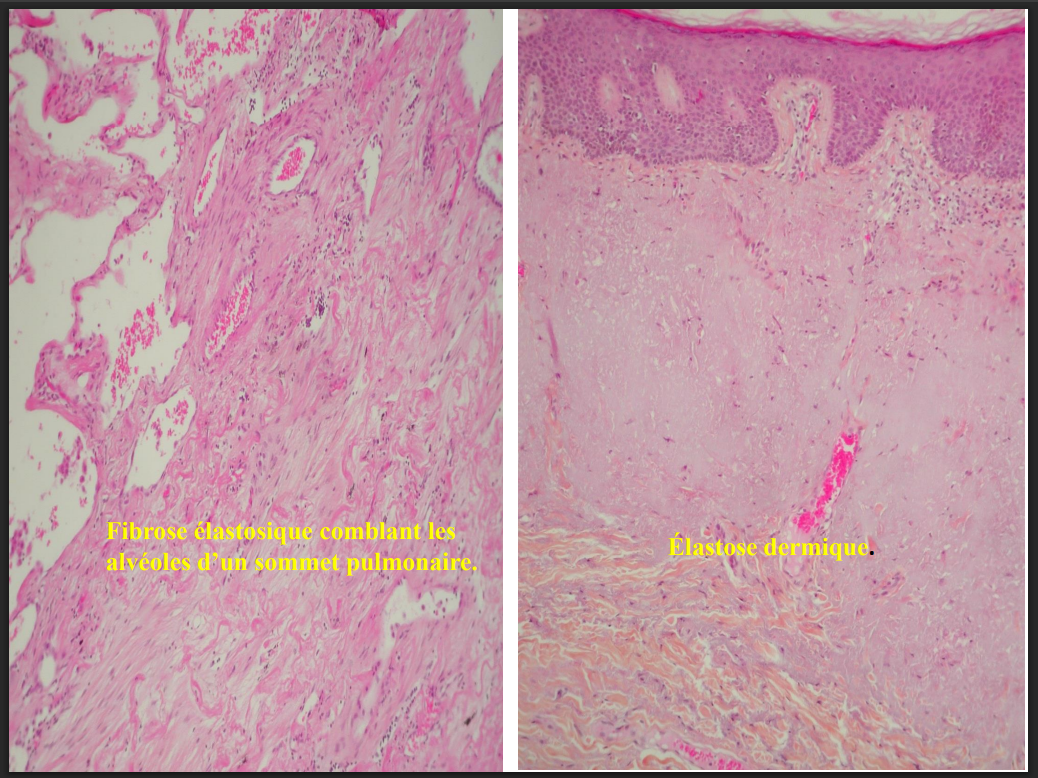 Fibrose élastosique comblant les
alvéoles d’un sommet pulmonaire.
Élastose dermique.